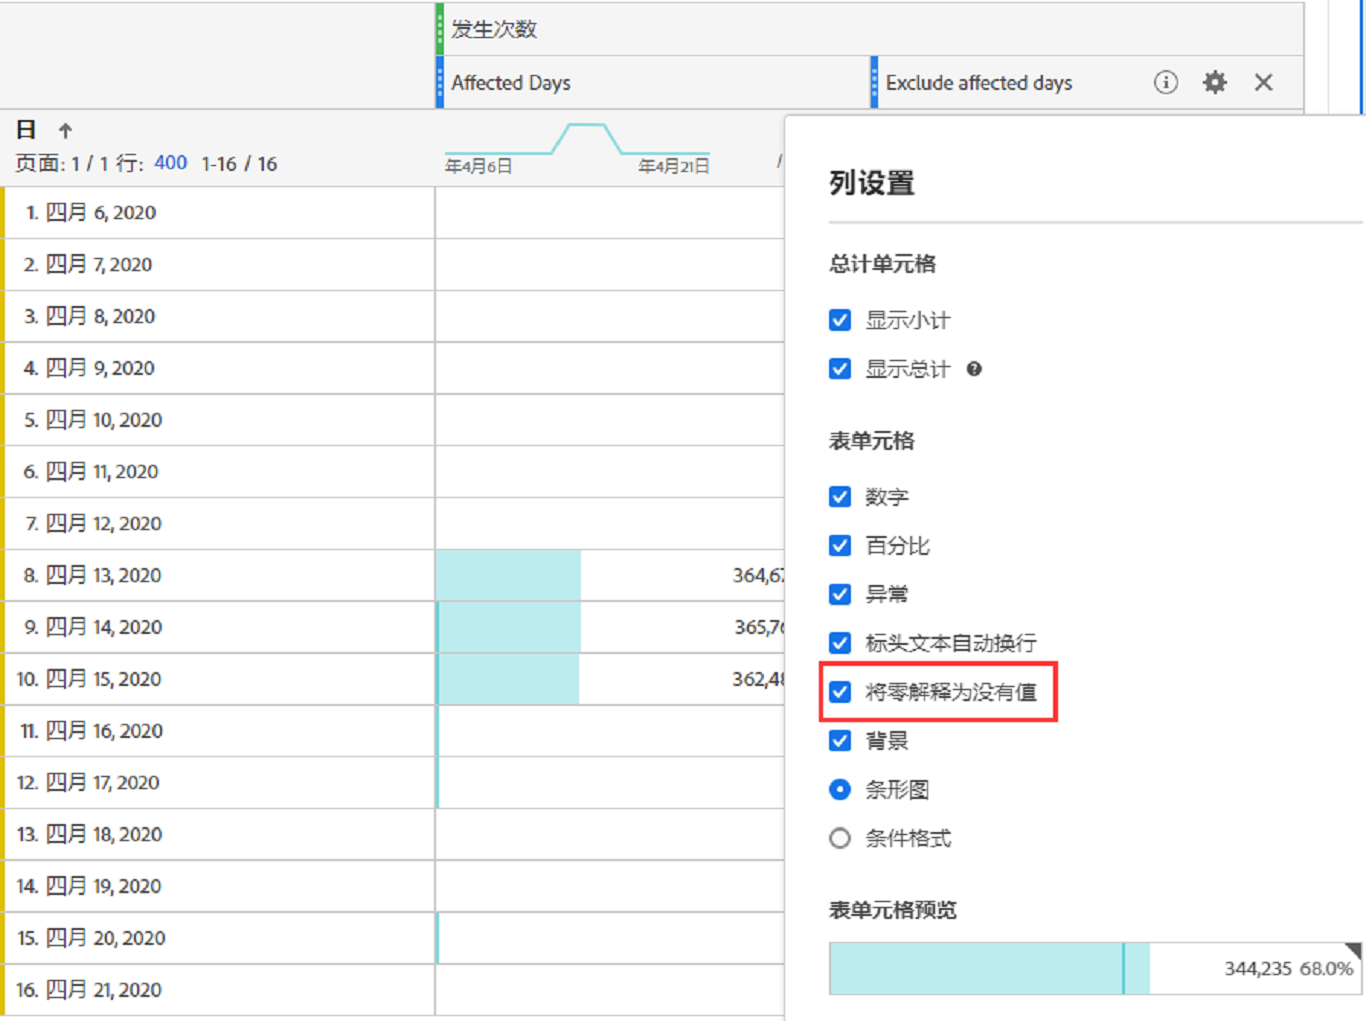 发生次数
Affected Days
Exclude affected days
日
页面: 1 / 1 行: 400 1-16 / 16
年4月6日
年4月21日
1. 四月 6, 2020
2. 四月 7, 2020
3. 四月 8, 2020
4. 四月 9, 2020
5. 四月 10, 2020
6. 四月 11, 2020
7. 四月 12, 2020
8. 四月 13, 2020
364,67
9. 四月 14, 2020
365,76
10. 四月 15, 2020
362,48
11. 四月 16, 2020
12. 四月 17, 2020
13. 四月 18, 2020
14. 四月 19, 2020
15. 四月 20, 2020
16. 四月 21, 2020
列设置
总计单元格
显示小计
显示总计
表单元格
数字
百分比
异常
标头文本自动换行
将零解释为没有值
背景
条形图
条件格式
表单元格预览
344,235 68.0%